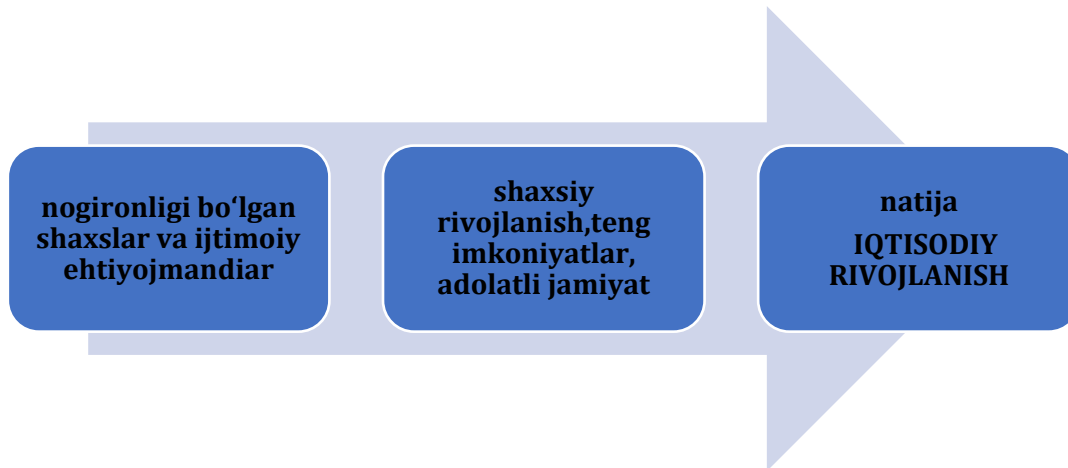 nogironligi bo‘lgan
shaxslar va ijtimoiy
ehtiyojmandiar
shaxsiy
rivojlanish,teng
imkoniyatlar,
adolatli jamiyat
natija
IQTISODIY
RIVOJLANISH